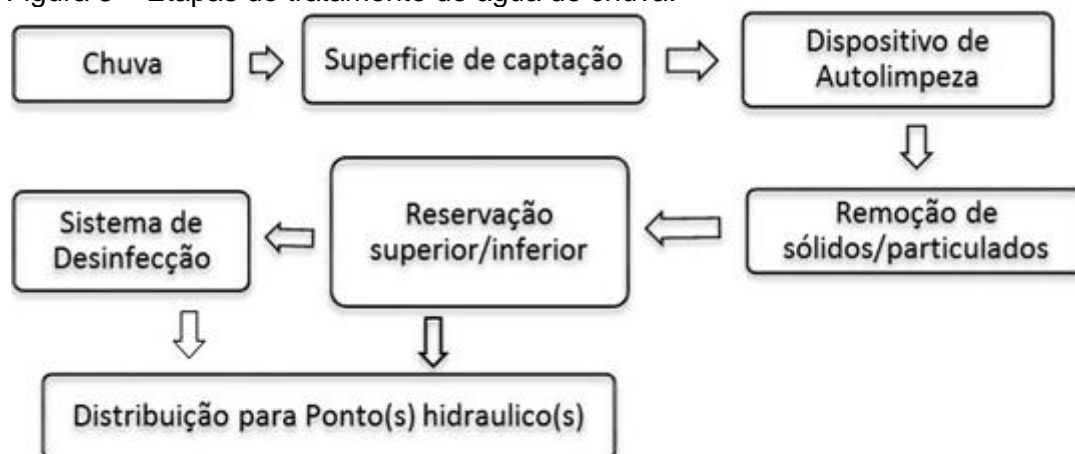 Chuva
Superficie de captação
Dispositivo de
Autolimpeza
Remoção de
sólidos/particulados
Reservação
superior/inferior
Sistema de
Desinfecção
Distribuição para Ponto(s) hidraulico(s)